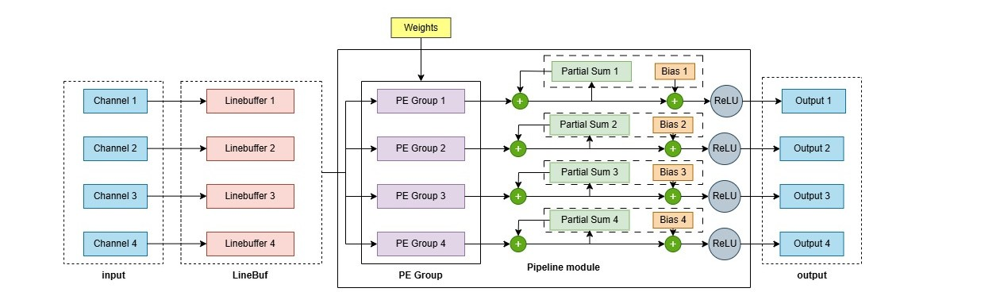 Weights
Partial Sum 1
Bias 1
Channel 1
Linebuffer 1
PE Group 1
+
+
ReLU
Output 1
Partial Sum 2
Bias 2
Channel 2
Linebuffer 2
PE Group 2
+
+
ReLU
Output 2
Partial Sum 3
Bias 3
Channel 3
Linebuffer 3
PE Group 3
+
+
ReLU
Output 3
Partial Sum 4
Bias 4
Channel 4
Linebuffer 4
PE Group 4
+
+
ReLU
Output 4
input
LineBuf
PE Group
Pipeline module
output